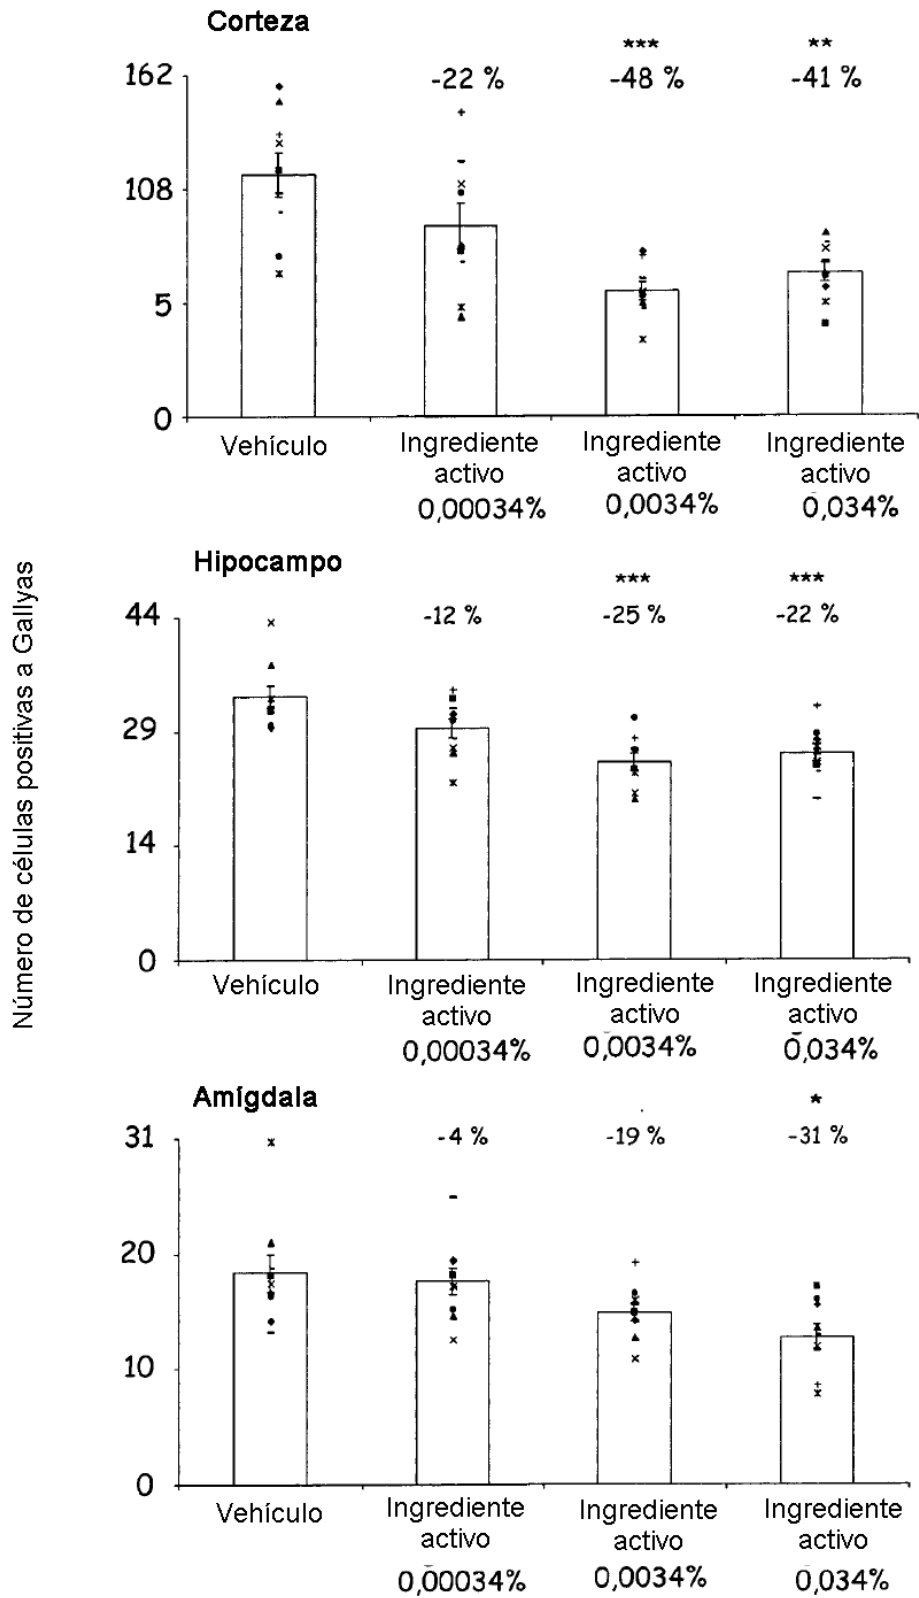 Corteza
*** **
162 -22 % -48 % -41 %
108
5
0
Vehículo Ingrediente activo 0,00034% Ingrediente activo 0,0034% Ingrediente activo 0,034%
Número de células positivas a Gallyas
Hipocampo
*** ***
44 -12 % -25 % -22 %
29
14
0
Vehículo Ingrediente activo 0,00034% Ingrediente activo 0,0034% Ingrediente activo 0,034%
Amígdala
*
31 -4 % -19 % -31 %
20
10
0
Vehículo Ingrediente activo 0,00034% Ingrediente activo 0,0034% Ingrediente activo 0,034%